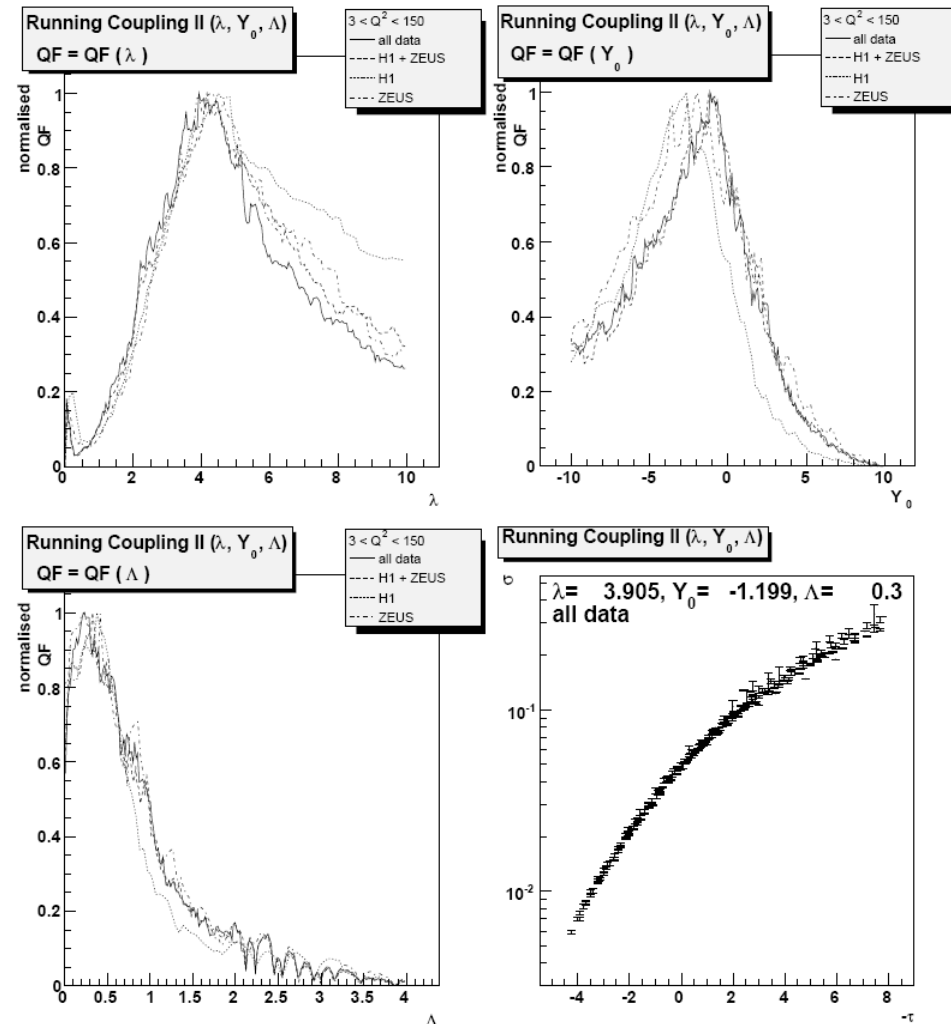 Running Coupling II (λ, Y₀, Λ)
QF = QF ( λ )
3 < Q² < 150
all data
H1 + ZEUS
H1
ZEUS
normalised
QF
1
0.8
0.6
0.4
0.2
0
0 2 4 6 8 10
λ
Running Coupling II (λ, Y₀, Λ)
QF = QF ( Y₀ )
3 < Q² < 150
all data
H1 + ZEUS
H1
ZEUS
normalised
QF
1
0.8
0.6
0.4
0.2
0
-10 -5 0 5 10
Y₀
Running Coupling II (λ, Y₀, Λ)
QF = QF ( Λ )
3 < Q² < 150
all data
H1 + ZEUS
H1
ZEUS
normalised
QF
1
0.8
0.6
0.4
0.2
0
0 0.5 1 1.5 2 2.5 3 3.5 4
Λ
Running Coupling II (λ, Y₀, Λ)
σ
λ= 3.905, Y₀= -1.199, Λ= 0.3
all data
10⁻¹
10⁻²
-4 -2 0 2 4 6 8
-τ